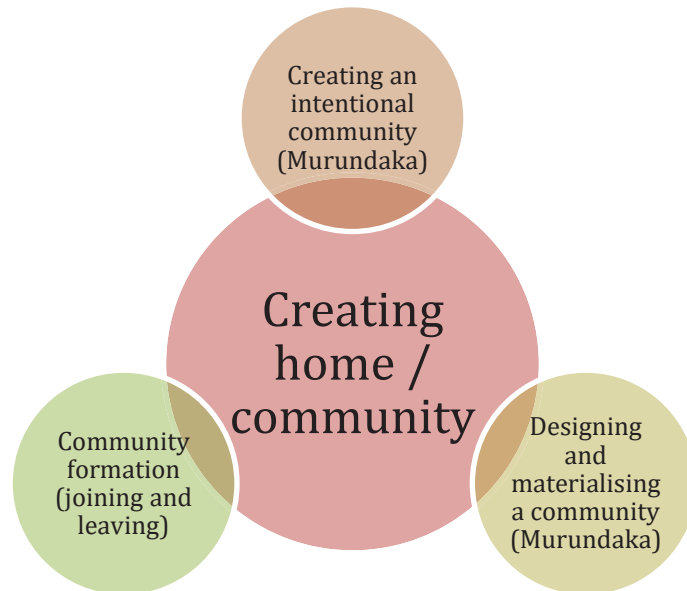 Creating an
intentional
community
(Murundaka)
Creating
home /
community
Community
formation
(joining and
leaving)
Designing
and
materialising
a community
(Murundaka)